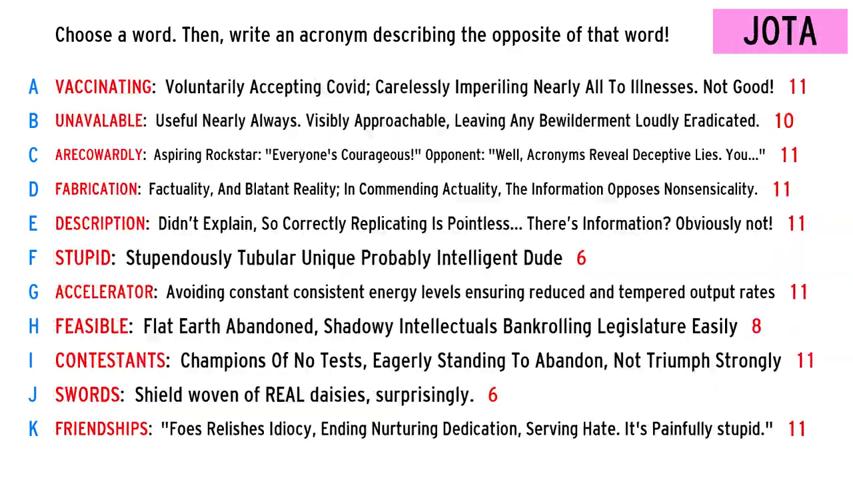 Choose a word. Then, write an acronym describing the opposite of that word! JOTA
A VACCINATING: Voluntarily Accepting Covid; Carelessly Imperiling Nearly All To Illnesses. Not Good! 11
B UNAVALABLE: Useful Nearly Always. Visibly Approachable, Leaving Any Bewilderment Loudly Eradicated. 10
C ARECOWARDLY: Aspiring Rockstar: "Everyone's Courageous!" Opponent: "Well, Acronyms Reveal Deceptive Lies. You..." 11
D FABRICATION: Factuality, And Blatant Reality; In Commending Actuality, The Information Opposes Nonsensicality. 11
E DESCRIPTION: Didn't Explain, So Correctly Replicating Is Pointless... There's Information? Obviously not! 11
F STUPID: Stupendously Tubular Unique Probably Intelligent Dude 6
G ACCELERATOR: Avoiding constant consistent energy levels ensuring reduced and tempered output rates 11
H FEASIBLE: Flat Earth Abandoned, Shadowy Intellectuals Bankrolling Legislature Easily 8
I CONTESTANTS: Champions Of No Tests, Eagerly Standing To Abandon, Not Triumph Strongly 11
J SWORDS: Shield woven of REAL daisies, surprisingly. 6
K FRIENDSHIPS: "Foes Relishes Idiocy, Ending Nurturing Dedication, Serving Hate. It's Painfully stupid." 11